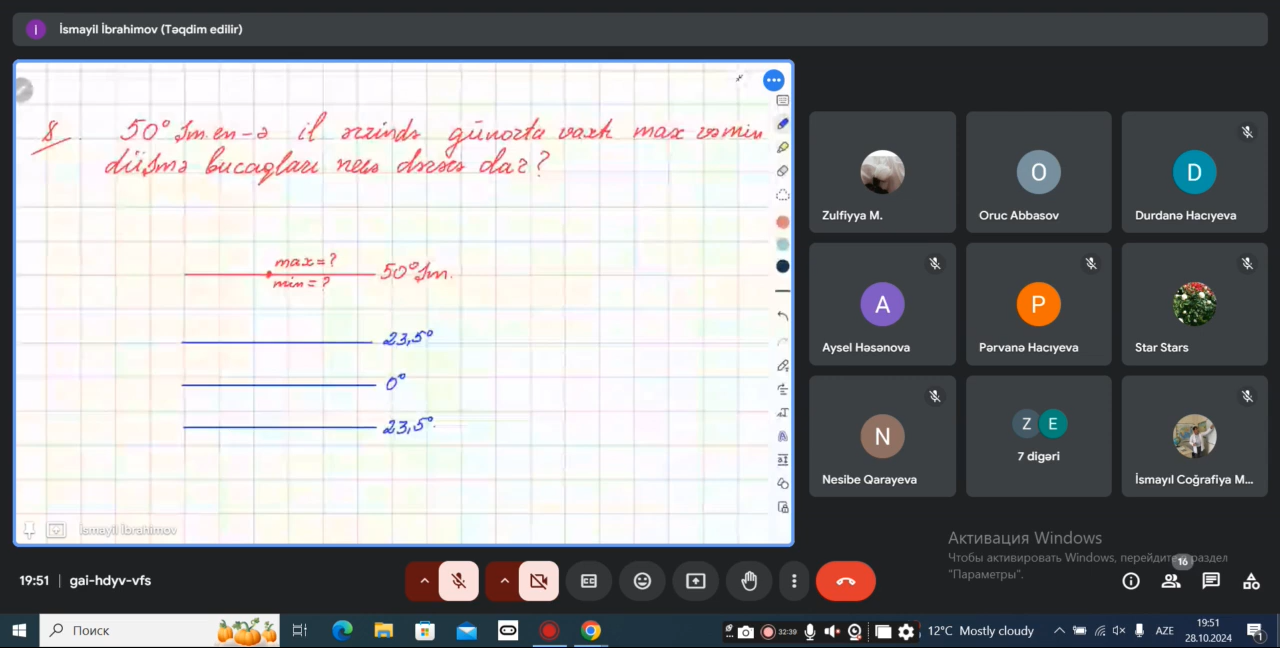 İsmayil İbrahimov (Təqdim edilir)
8. 50° Şm.en-ə il ərzində günorta vaxtı max və min
düşmə bucaqları neçə dərəcə dər?
max=?
50° Şm.
min=?
23,5°
0°
23,5°
İsmayil İbrahimov
Zulfiyya M.
O
Oruc Abbasov
D
Durdanə Hacıyeva
A
Aysel Həsənova
P
Pərvanə Hacıyeva
Star Stars
N
Nesibe Qarayeva
Z E
7 digəri
İsmayıl Coğrafiya M...
Активация Windows
Чтобы активировать Windows, перейдите раздел
"Параметры".
19:51 | gai-hdyv-vfs
16
Поиск
32:39
12°C Mostly cloudy
AZE
19:51
28.10.2024
1